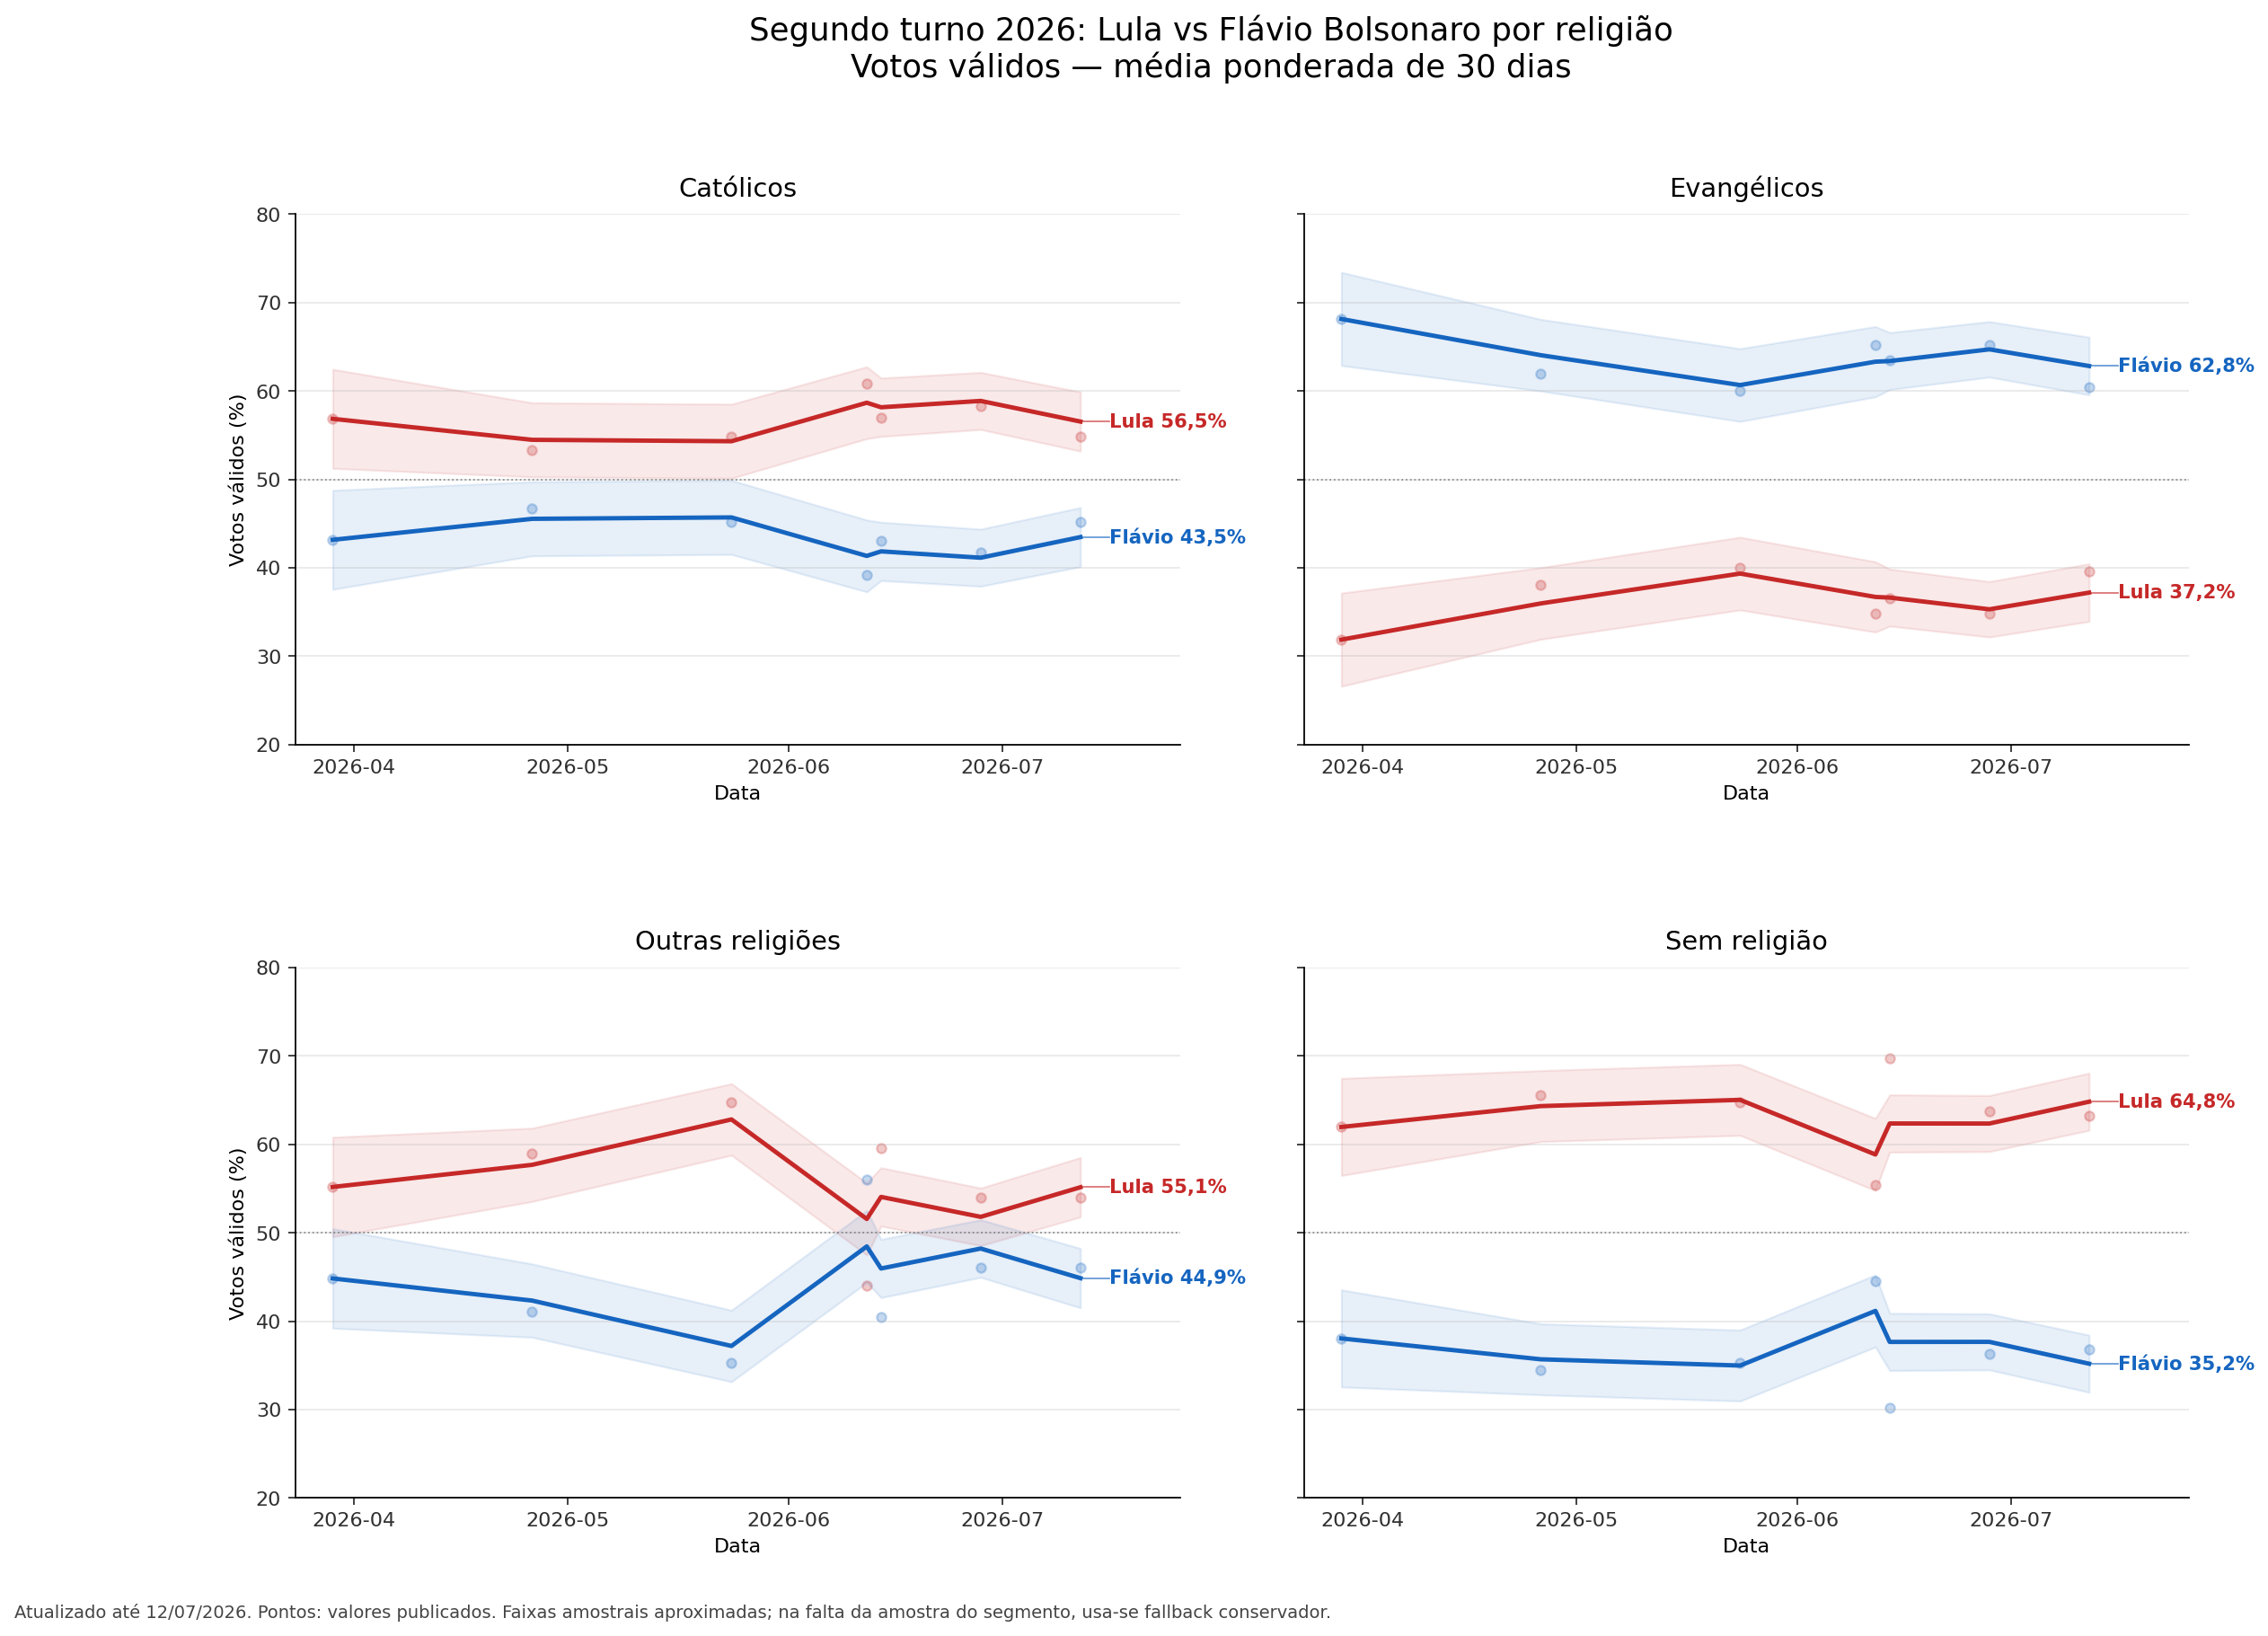 Segundo turno 2026: Lula vs Flávio Bolsonaro por religião
Votos válidos — média ponderada de 30 dias
Católicos
Votos válidos (%)
80
70
60
50
40
30
20
Lula 56,5%
Flávio 43,5%
2026-04 2026-05 2026-06 2026-07
Data
Evangélicos
Flávio 62,8%
Lula 37,2%
2026-04 2026-05 2026-06 2026-07
Data
Outras religiões
Votos válidos (%)
80
70
60
50
40
30
20
Lula 55,1%
Flávio 44,9%
2026-04 2026-05 2026-06 2026-07
Data
Sem religião
Lula 64,8%
Flávio 35,2%
2026-04 2026-05 2026-06 2026-07
Data
Atualizado até 12/07/2026. Pontos: valores publicados. Faixas amostrais aproximadas; na falta da amostra do segmento, usa-se fallback conservador.